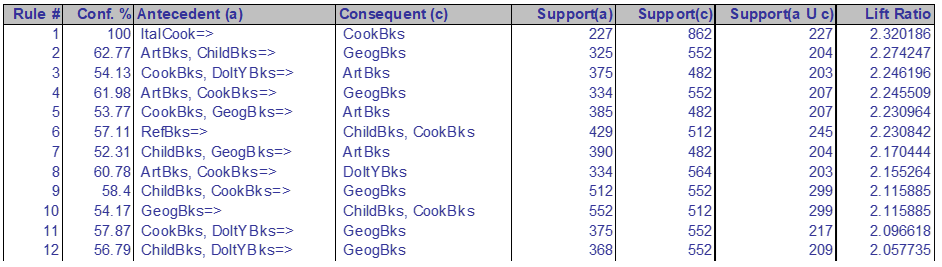 Rule # Conf. % Antecedent (a) Consequent (c) Support(a) Support(c) Support(a U c) Lift Ratio
1 100 ItalCook=> CookBks 227 862 227 2.320186
2 62.77 ArtBks, ChildBks=> GeogBks 325 552 204 2.274247
3 54.13 CookBks, DoItYBks=> ArtBks 375 482 203 2.246196
4 61.98 ArtBks, CookBks=> GeogBks 334 552 207 2.245509
5 53.77 CookBks, GeogBks=> ArtBks 385 482 207 2.230964
6 57.11 RefBks=> ChildBks, CookBks 429 512 245 2.230842
7 52.31 ChildBks, GeogBks=> ArtBks 390 482 204 2.170444
8 60.78 ArtBks, CookBks=> DoItYBks 334 564 203 2.155264
9 58.4 ChildBks, CookBks=> GeogBks 512 552 299 2.115885
10 54.17 GeogBks=> ChildBks, CookBks 552 512 299 2.115885
11 57.87 CookBks, DoItYBks=> GeogBks 375 552 217 2.096618
12 56.79 ChildBks, DoItYBks=> GeogBks 368 552 209 2.057735